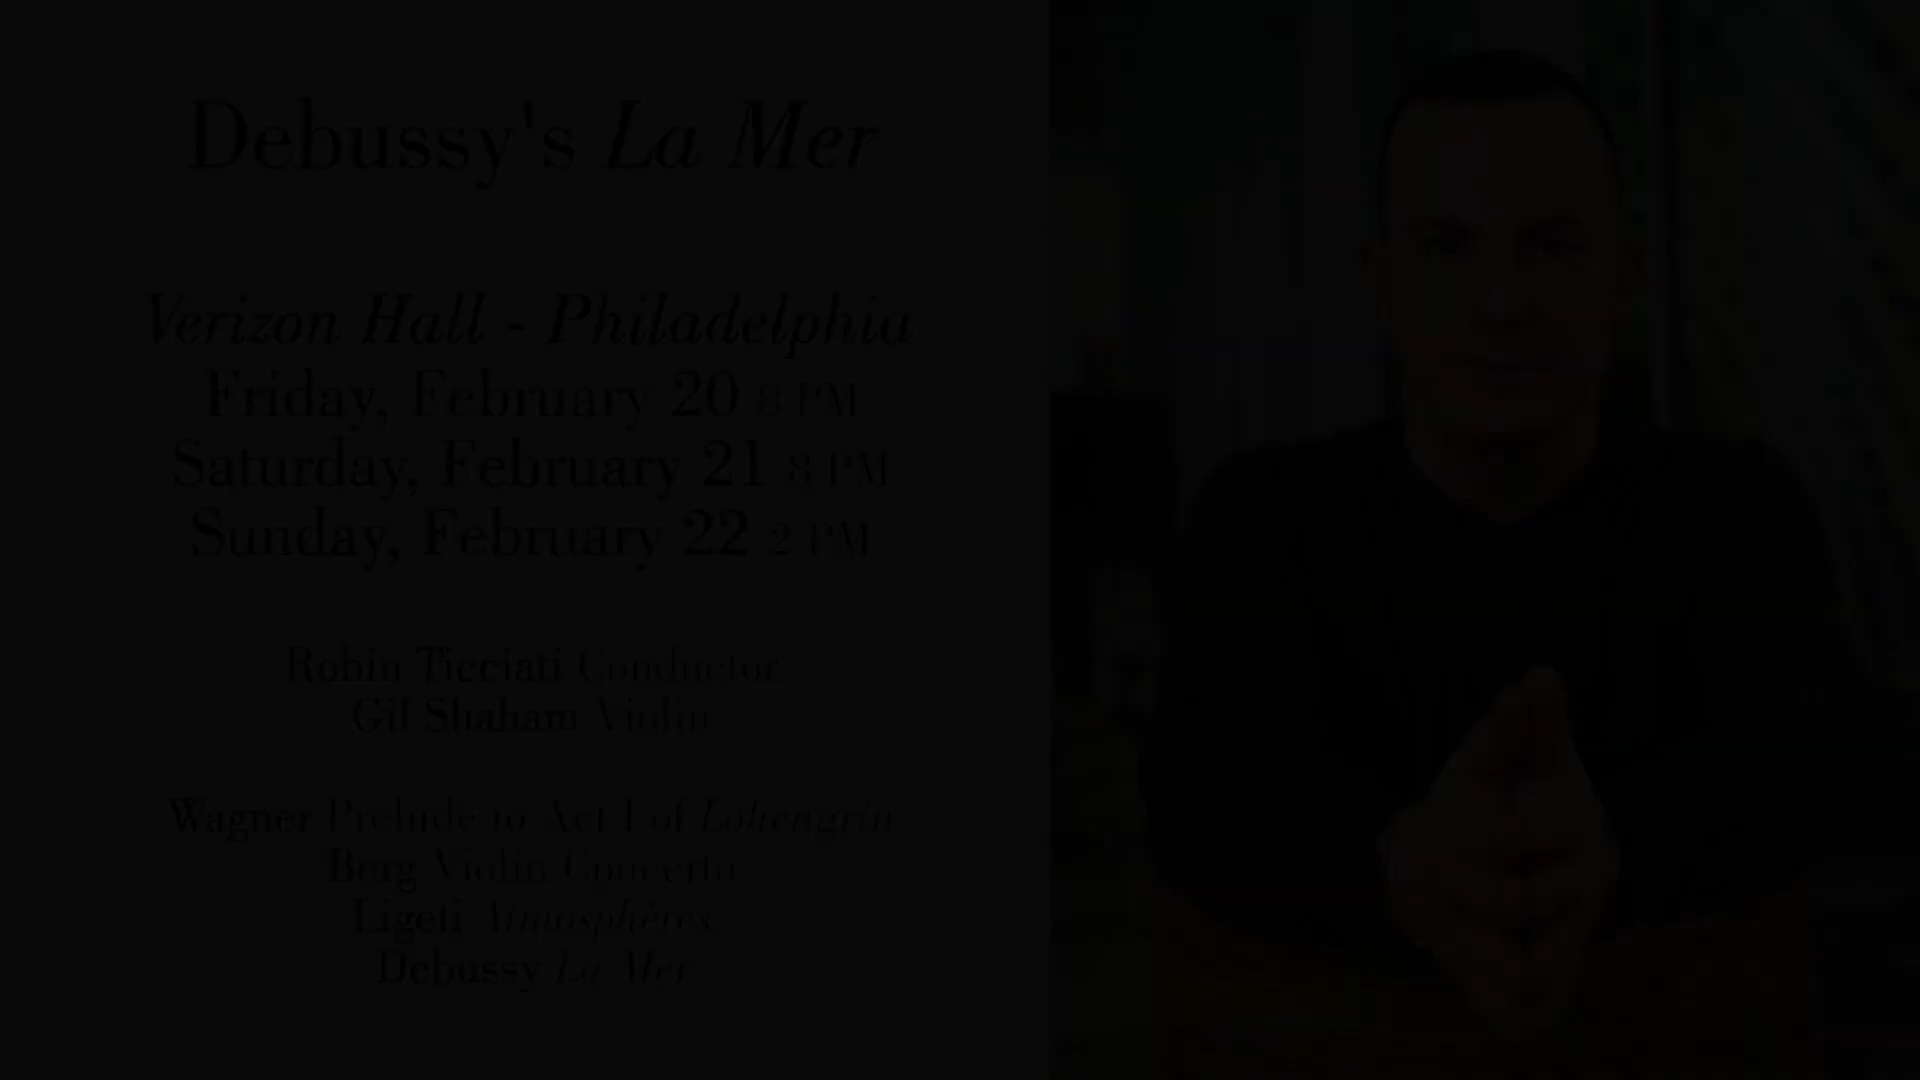 Debussy's La Mer
Verizon Hall - Philadelphia
Friday, February 20 8 PM
Saturday, February 21 8 PM
Sunday, February 22 2 PM
Robin Ticciati Conductor
Gil Shaham Violin
Wagner Prelude to Act I of Lohengrin
Berg Violin Concerto
Ligeti Atmosphères
Debussy La Mer